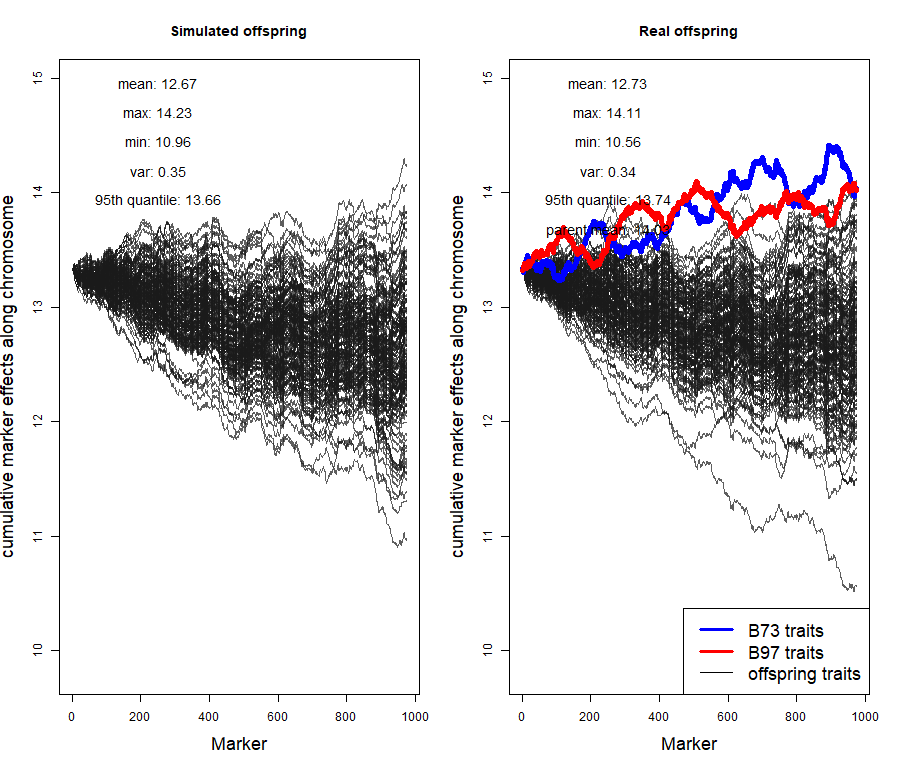 Simulated offspring
mean: 12.67
max: 14.23
min: 10.96
var: 0.35
95th quantile: 13.66
cumulative marker effects along chromosome
15
14
13
12
11
10
0 200 400 600 800 1000
Marker
Real offspring
mean: 12.73
max: 14.11
min: 10.56
var: 0.34
95th quantile: 13.74
parent mean:
cumulative marker effects along chromosome
15
14
13
12
11
10
0 200 400 600 800 1000
Marker
B73 traits
B97 traits
offspring traits